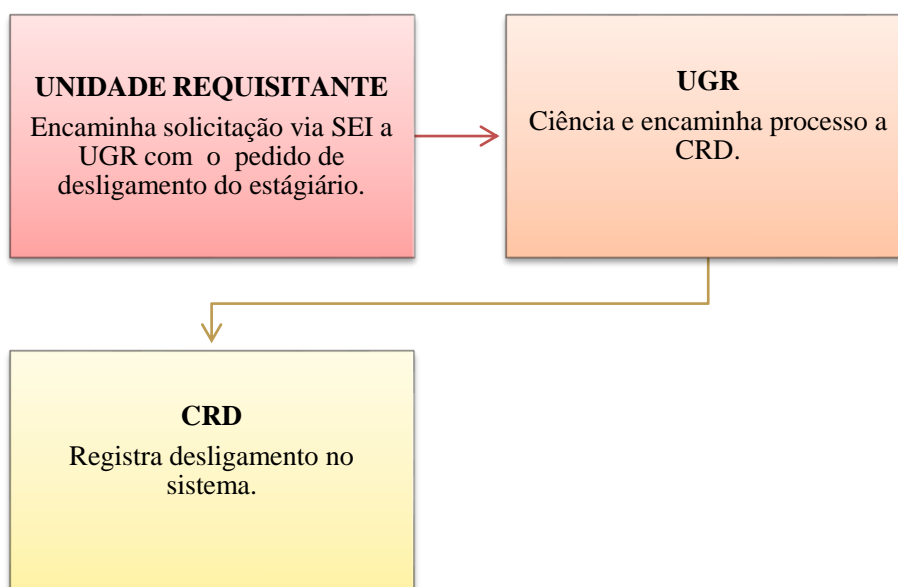 UNIDADE REQUISITANTE
Encaminha solicitação via SEI a
UGR com o pedido de
desligamento do estágiário.
UGR
Ciência e encaminha processo a
CRD.
CRD
Registra desligamento no
sistema.